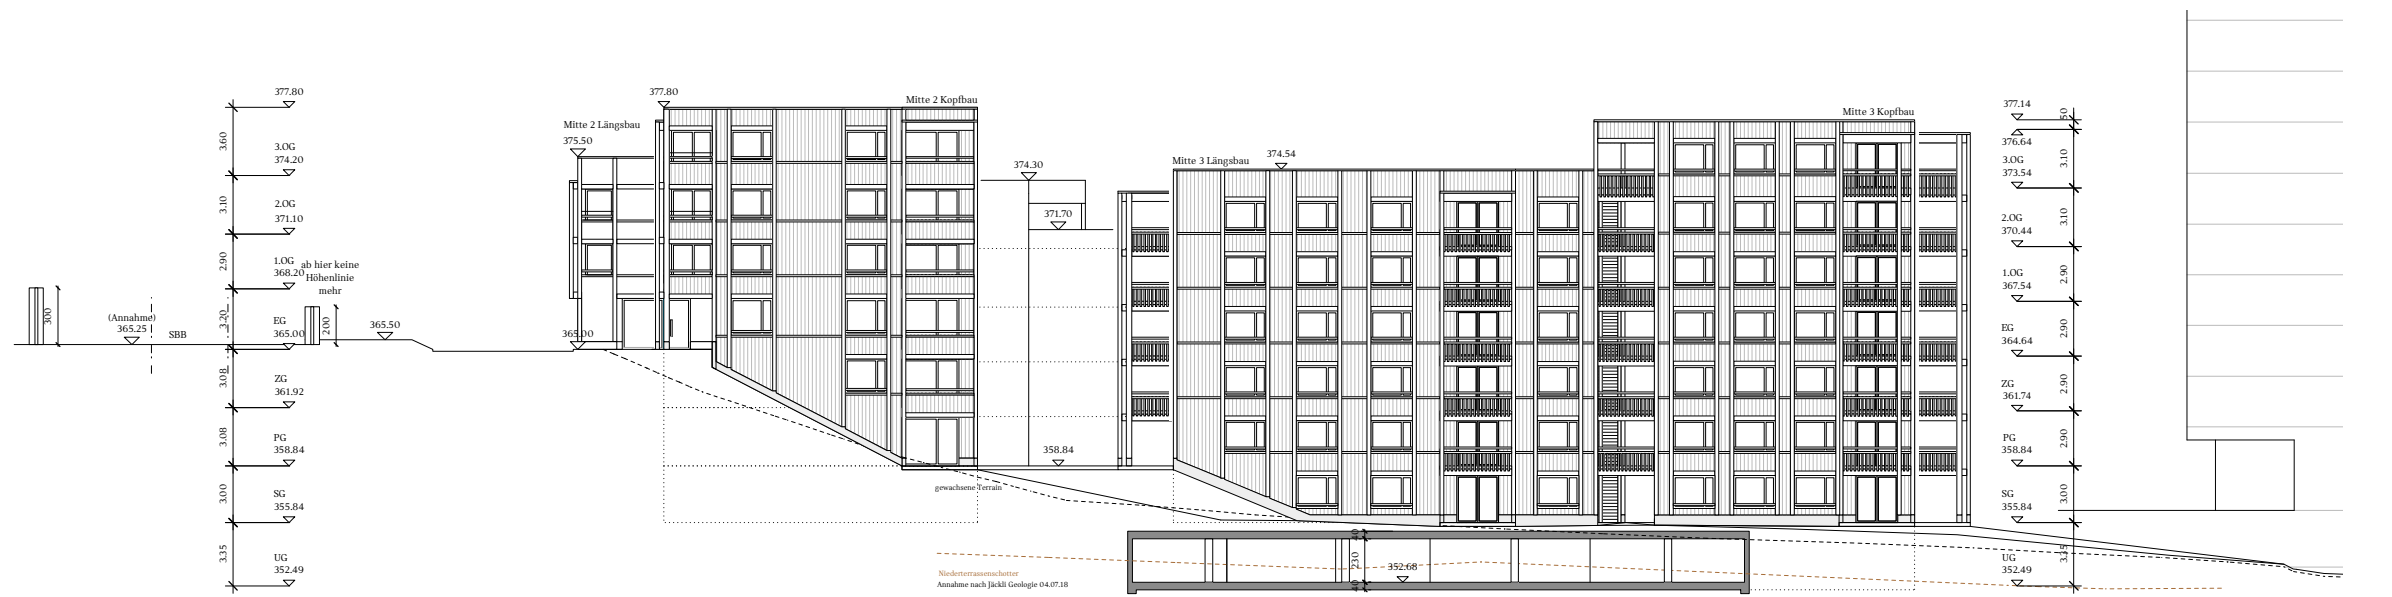 377.80
3.60
3.OG
374.20
3.10
2.OG
371.10
2.90
1.OG
368.20
3.20
EG
365.00
3.08
ZG
361.92
3.08
PG
358.84
3.00
SG
355.84
3.35
UG
352.49
300
(Annahme)
365.25
SBB
ab hier keine
Höhenlinie
mehr
200
365.50
Mitte 2 Längsbau
375.50
365.00
377.80
Mitte 2 Kopfbau
374.30
371.70
358.84
gewachsene Terrain
Mitte 3 Längsbau
374.54
Mitte 3 Kopfbau
40
230
40
352.68
Niederterrassenschotter
Annahme nach Jäckli Geologie 04.07.18
377.14
50
376.64
3.10
3.OG
373.54
3.10
2.OG
370.44
2.90
1.OG
367.54
2.90
EG
364.64
2.90
ZG
361.74
2.90
PG
358.84
3.00
SG
355.84
3.35
UG
352.49